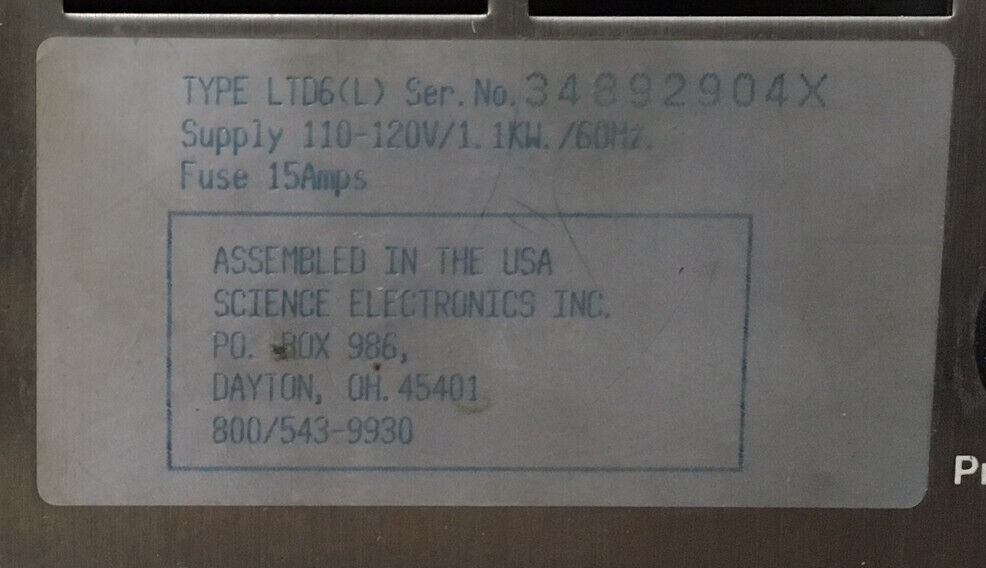 TYPE LTD6(L) Ser. No. 34892904X
Supply 110-120V/1.1KW./60Hz.
Fuse 15Amps
ASSEMBLED IN THE USA
SCIENCE ELECTRONICS INC.
PO. BOX 986,
DAYTON, OH. 45401
800/543-9930